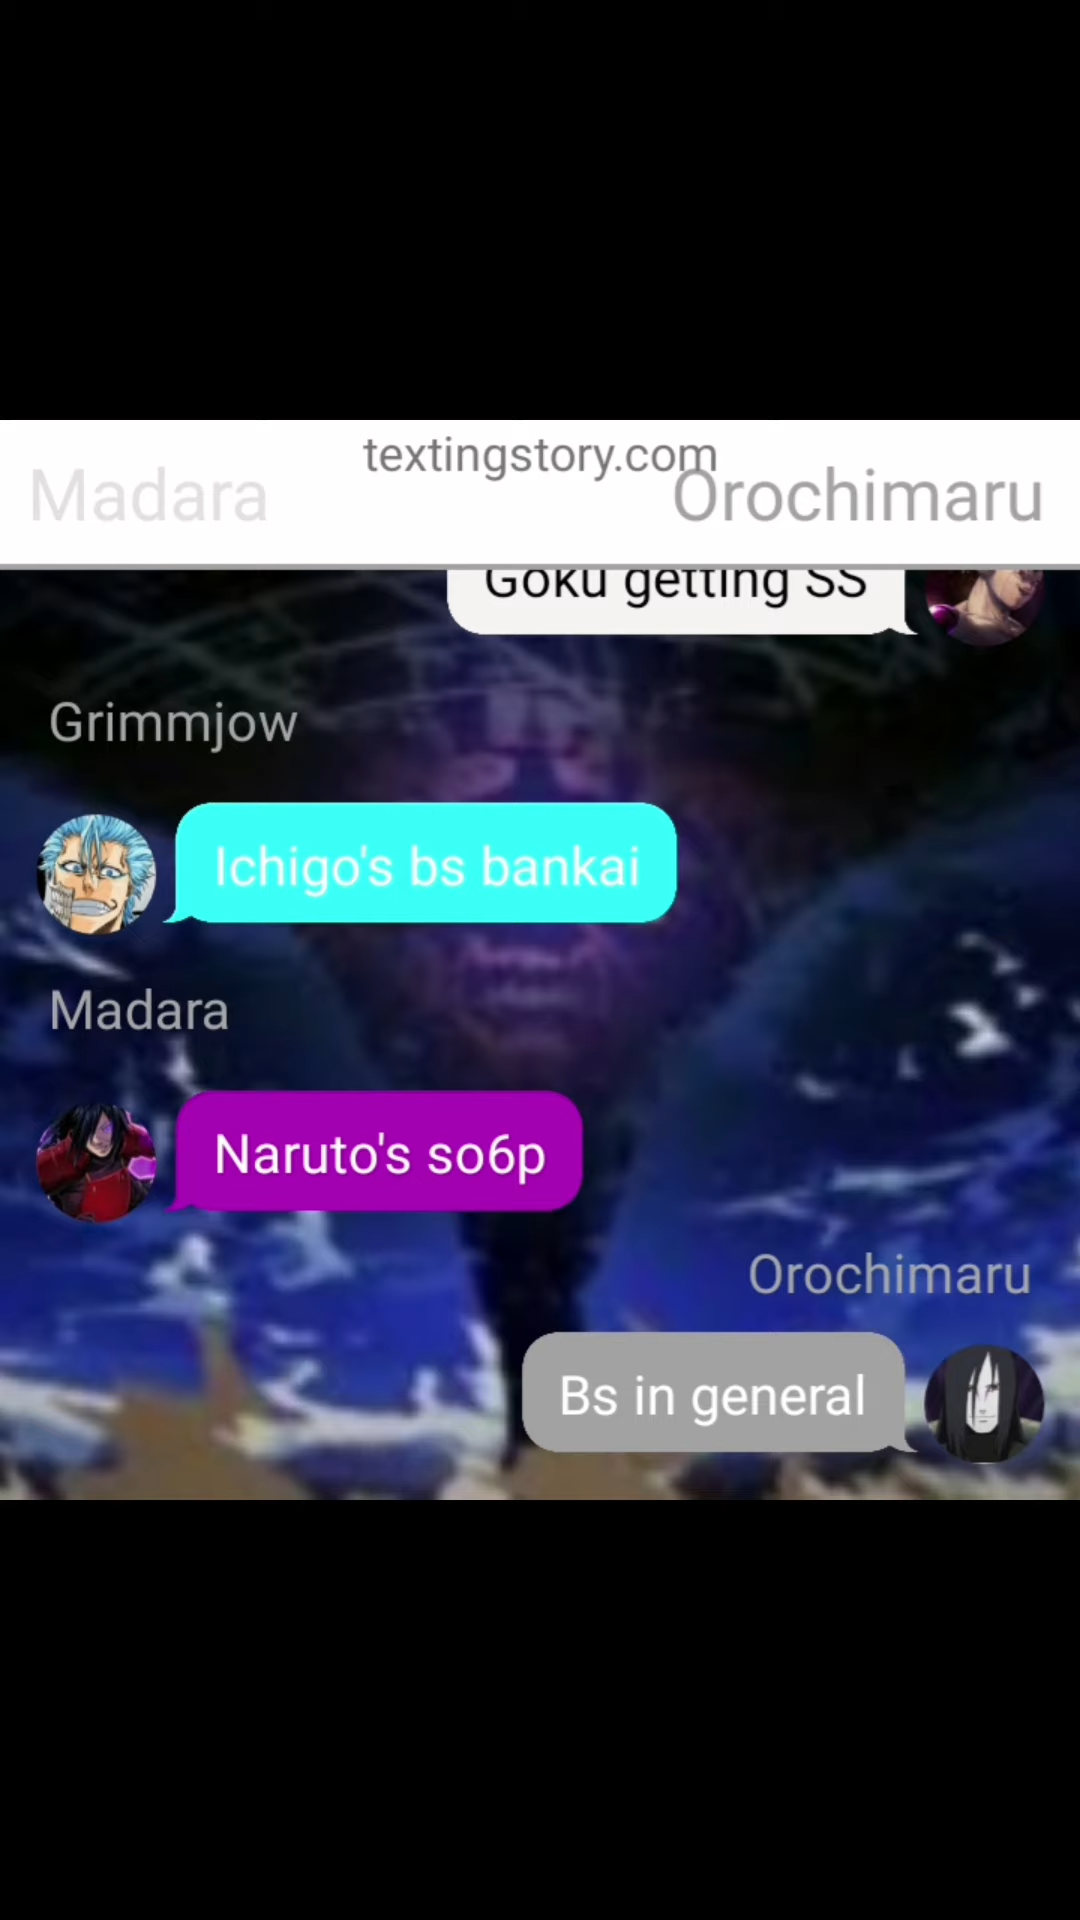 textingstory.com
Madara
Orochimaru
Goku getting SS
Grimmjow
Ichigo's bs bankai
Madara
Naruto's so6p
Orochimaru
Bs in general